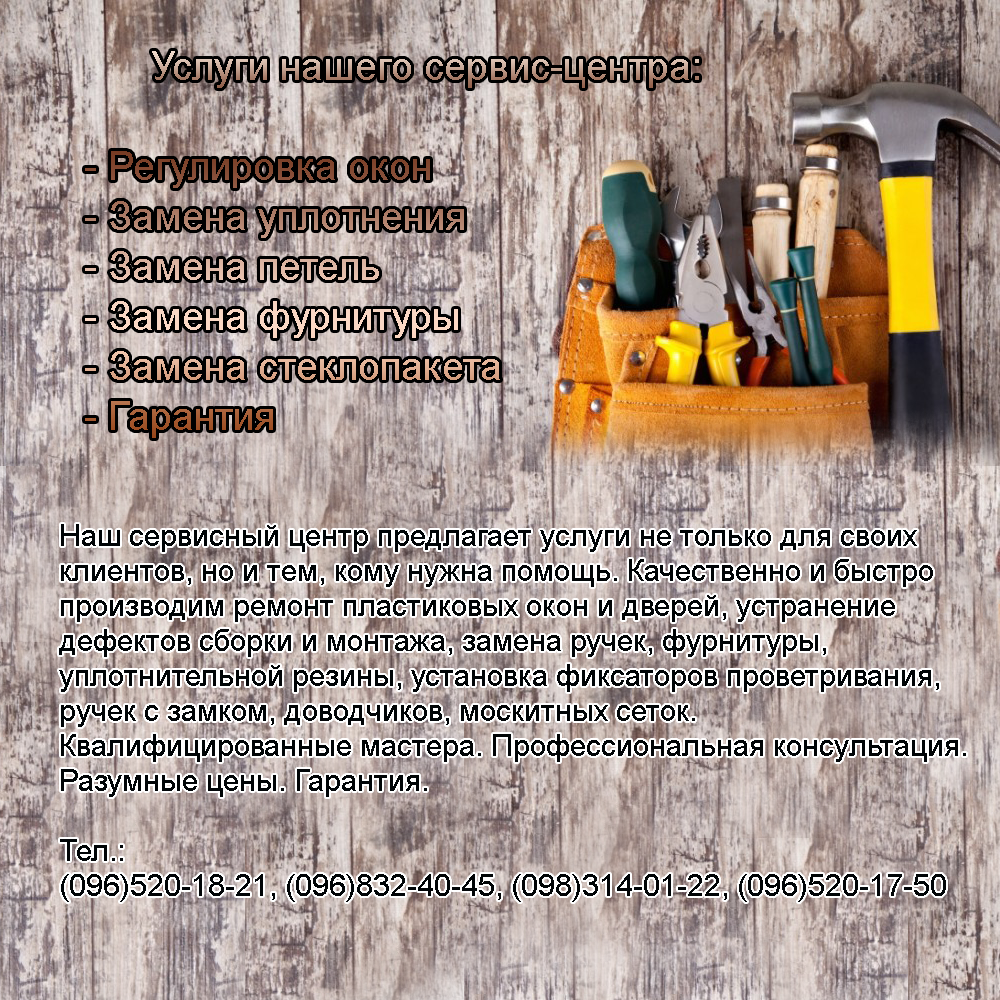 Услуги нашего сервис-центра:
- Регулировка окон
- Замена уплотнения
- Замена петель
- Замена фурнитуры
- Замена стеклопакета
- Гарантия
Наш сервисный центр предлагает услуги не только для своих
клиентов, но и тем, кому нужна помощь. Качественно и быстро
производим ремонт пластиковых окон и дверей, устранение
дефектов сборки и монтажа, замена ручек, фурнитуры,
уплотнительной резины, установка фиксаторов проветривания,
ручек с замком, доводчиков, москитных сеток.
Квалифицированные мастера. Профессиональная консультация.
Разумные цены. Гарантия.
Тел.:
(096)520-18-21, (096)832-40-45, (098)314-01-22, (096)520-17-50